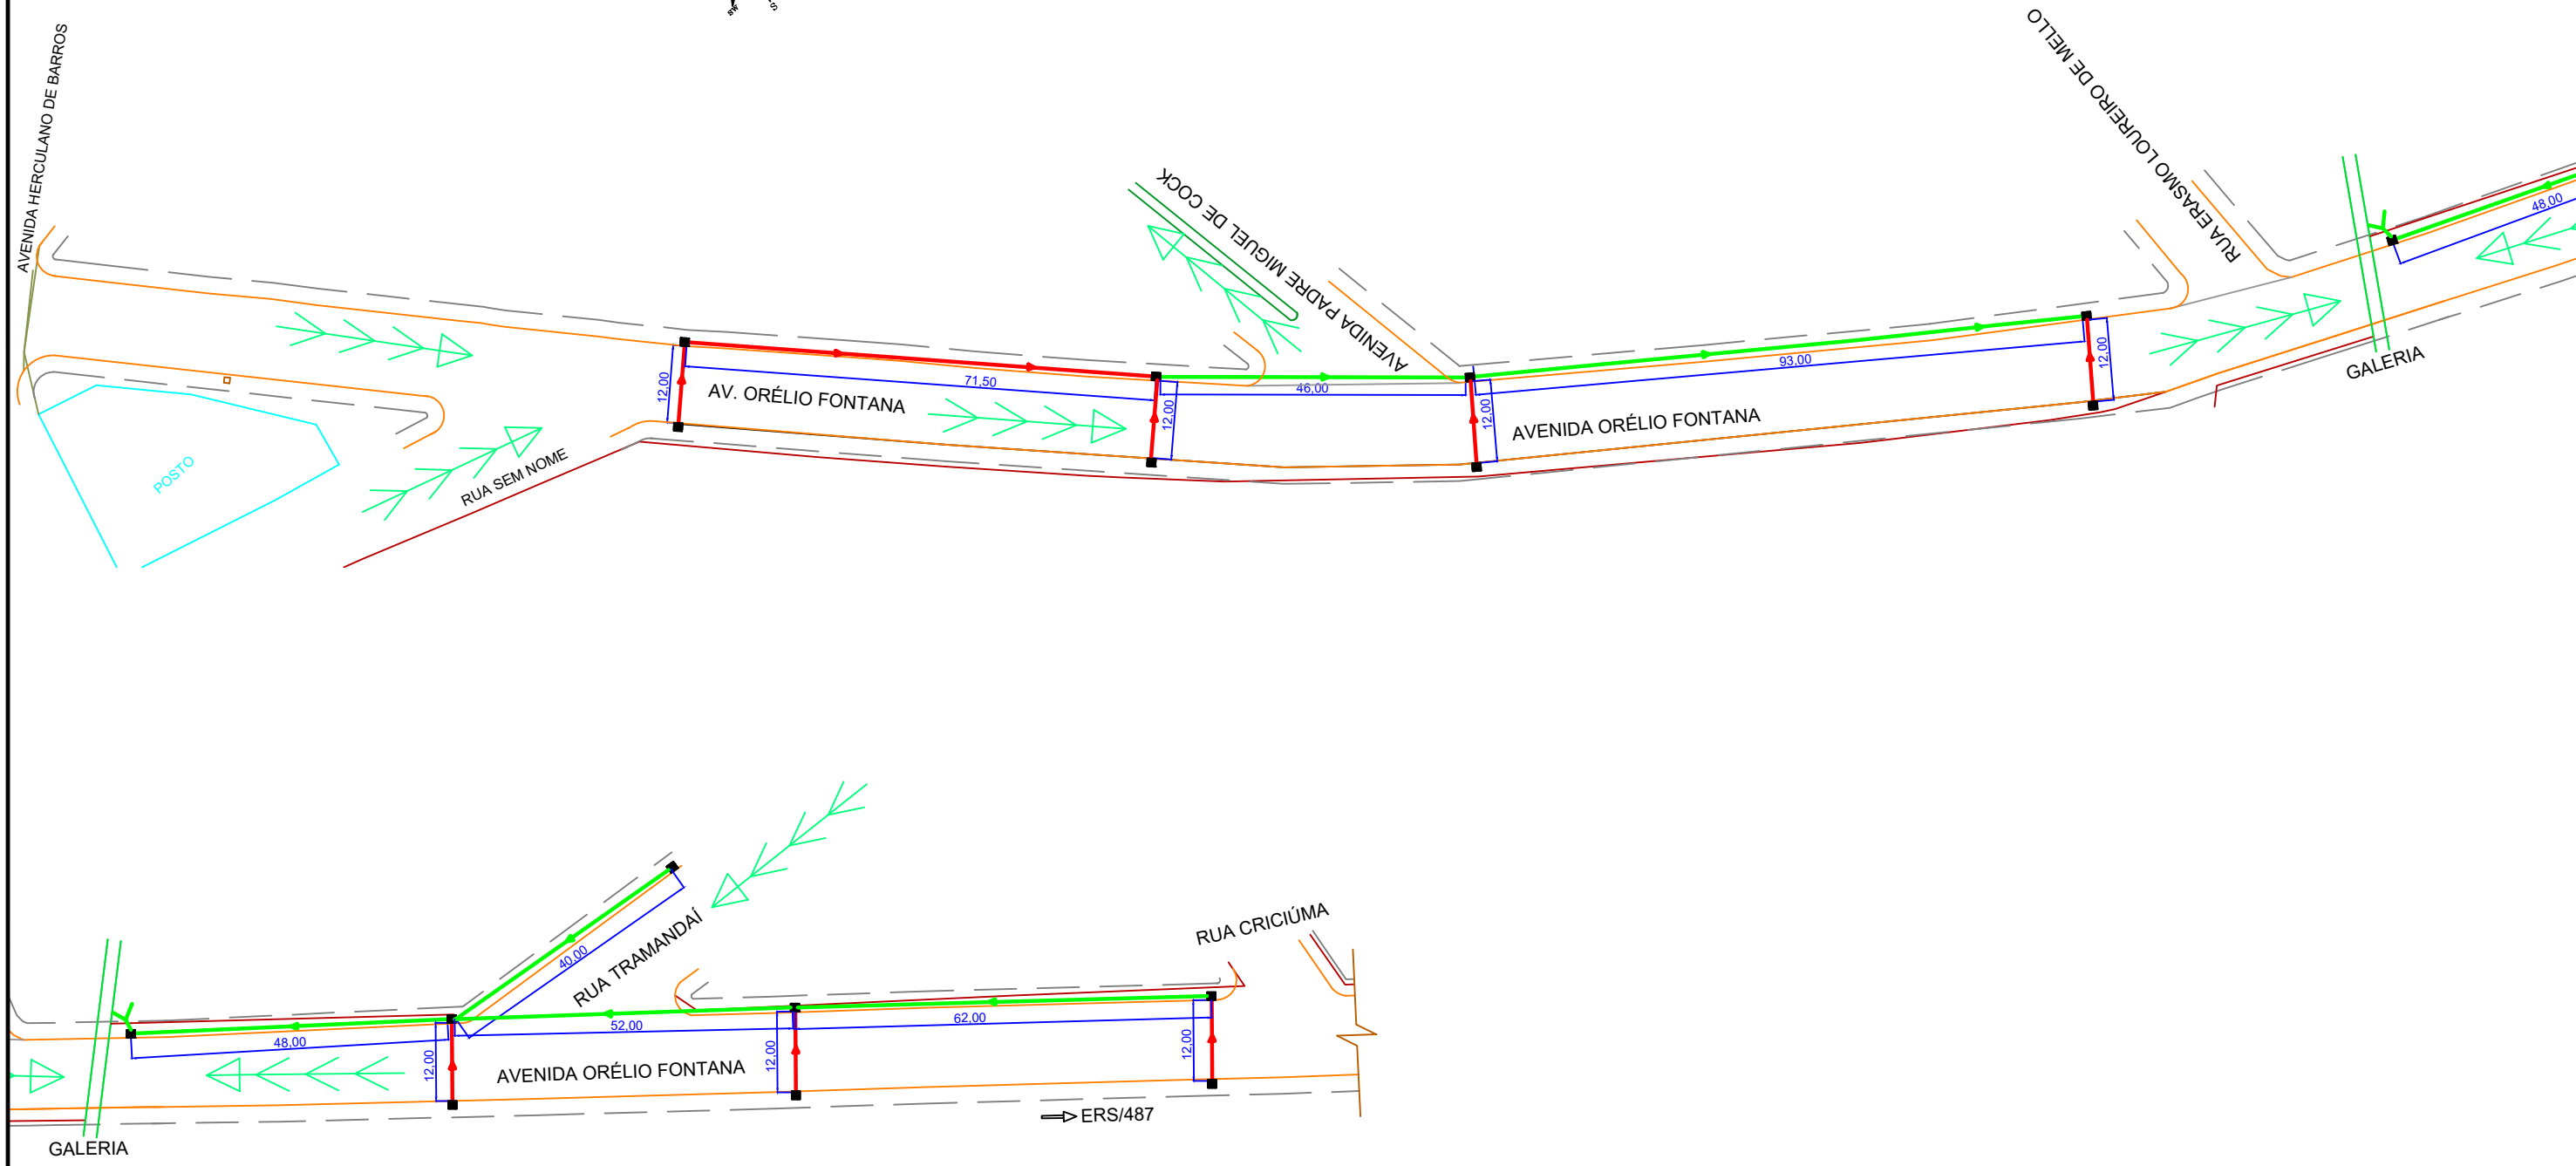 SW
S
AVENIDA HERCULANO DE BARROS
RUA ERASMO LOUREIRO DE MELLO
AVENIDA PADRE MIGUEL DE COCK
48,00
GALERIA
12,00
71,50
AV. ORÉLIO FONTANA
12,00
46,00
12,00
93,00
AVENIDA ORÉLIO FONTANA
12,00
POSTO
RUA SEM NOME
40,00
RUA TRAMANDAÍ
RUA CRICIÚMA
48,00
12,00
52,00
12,00
62,00
12,00
AVENIDA ORÉLIO FONTANA
ERS/487
GALERIA